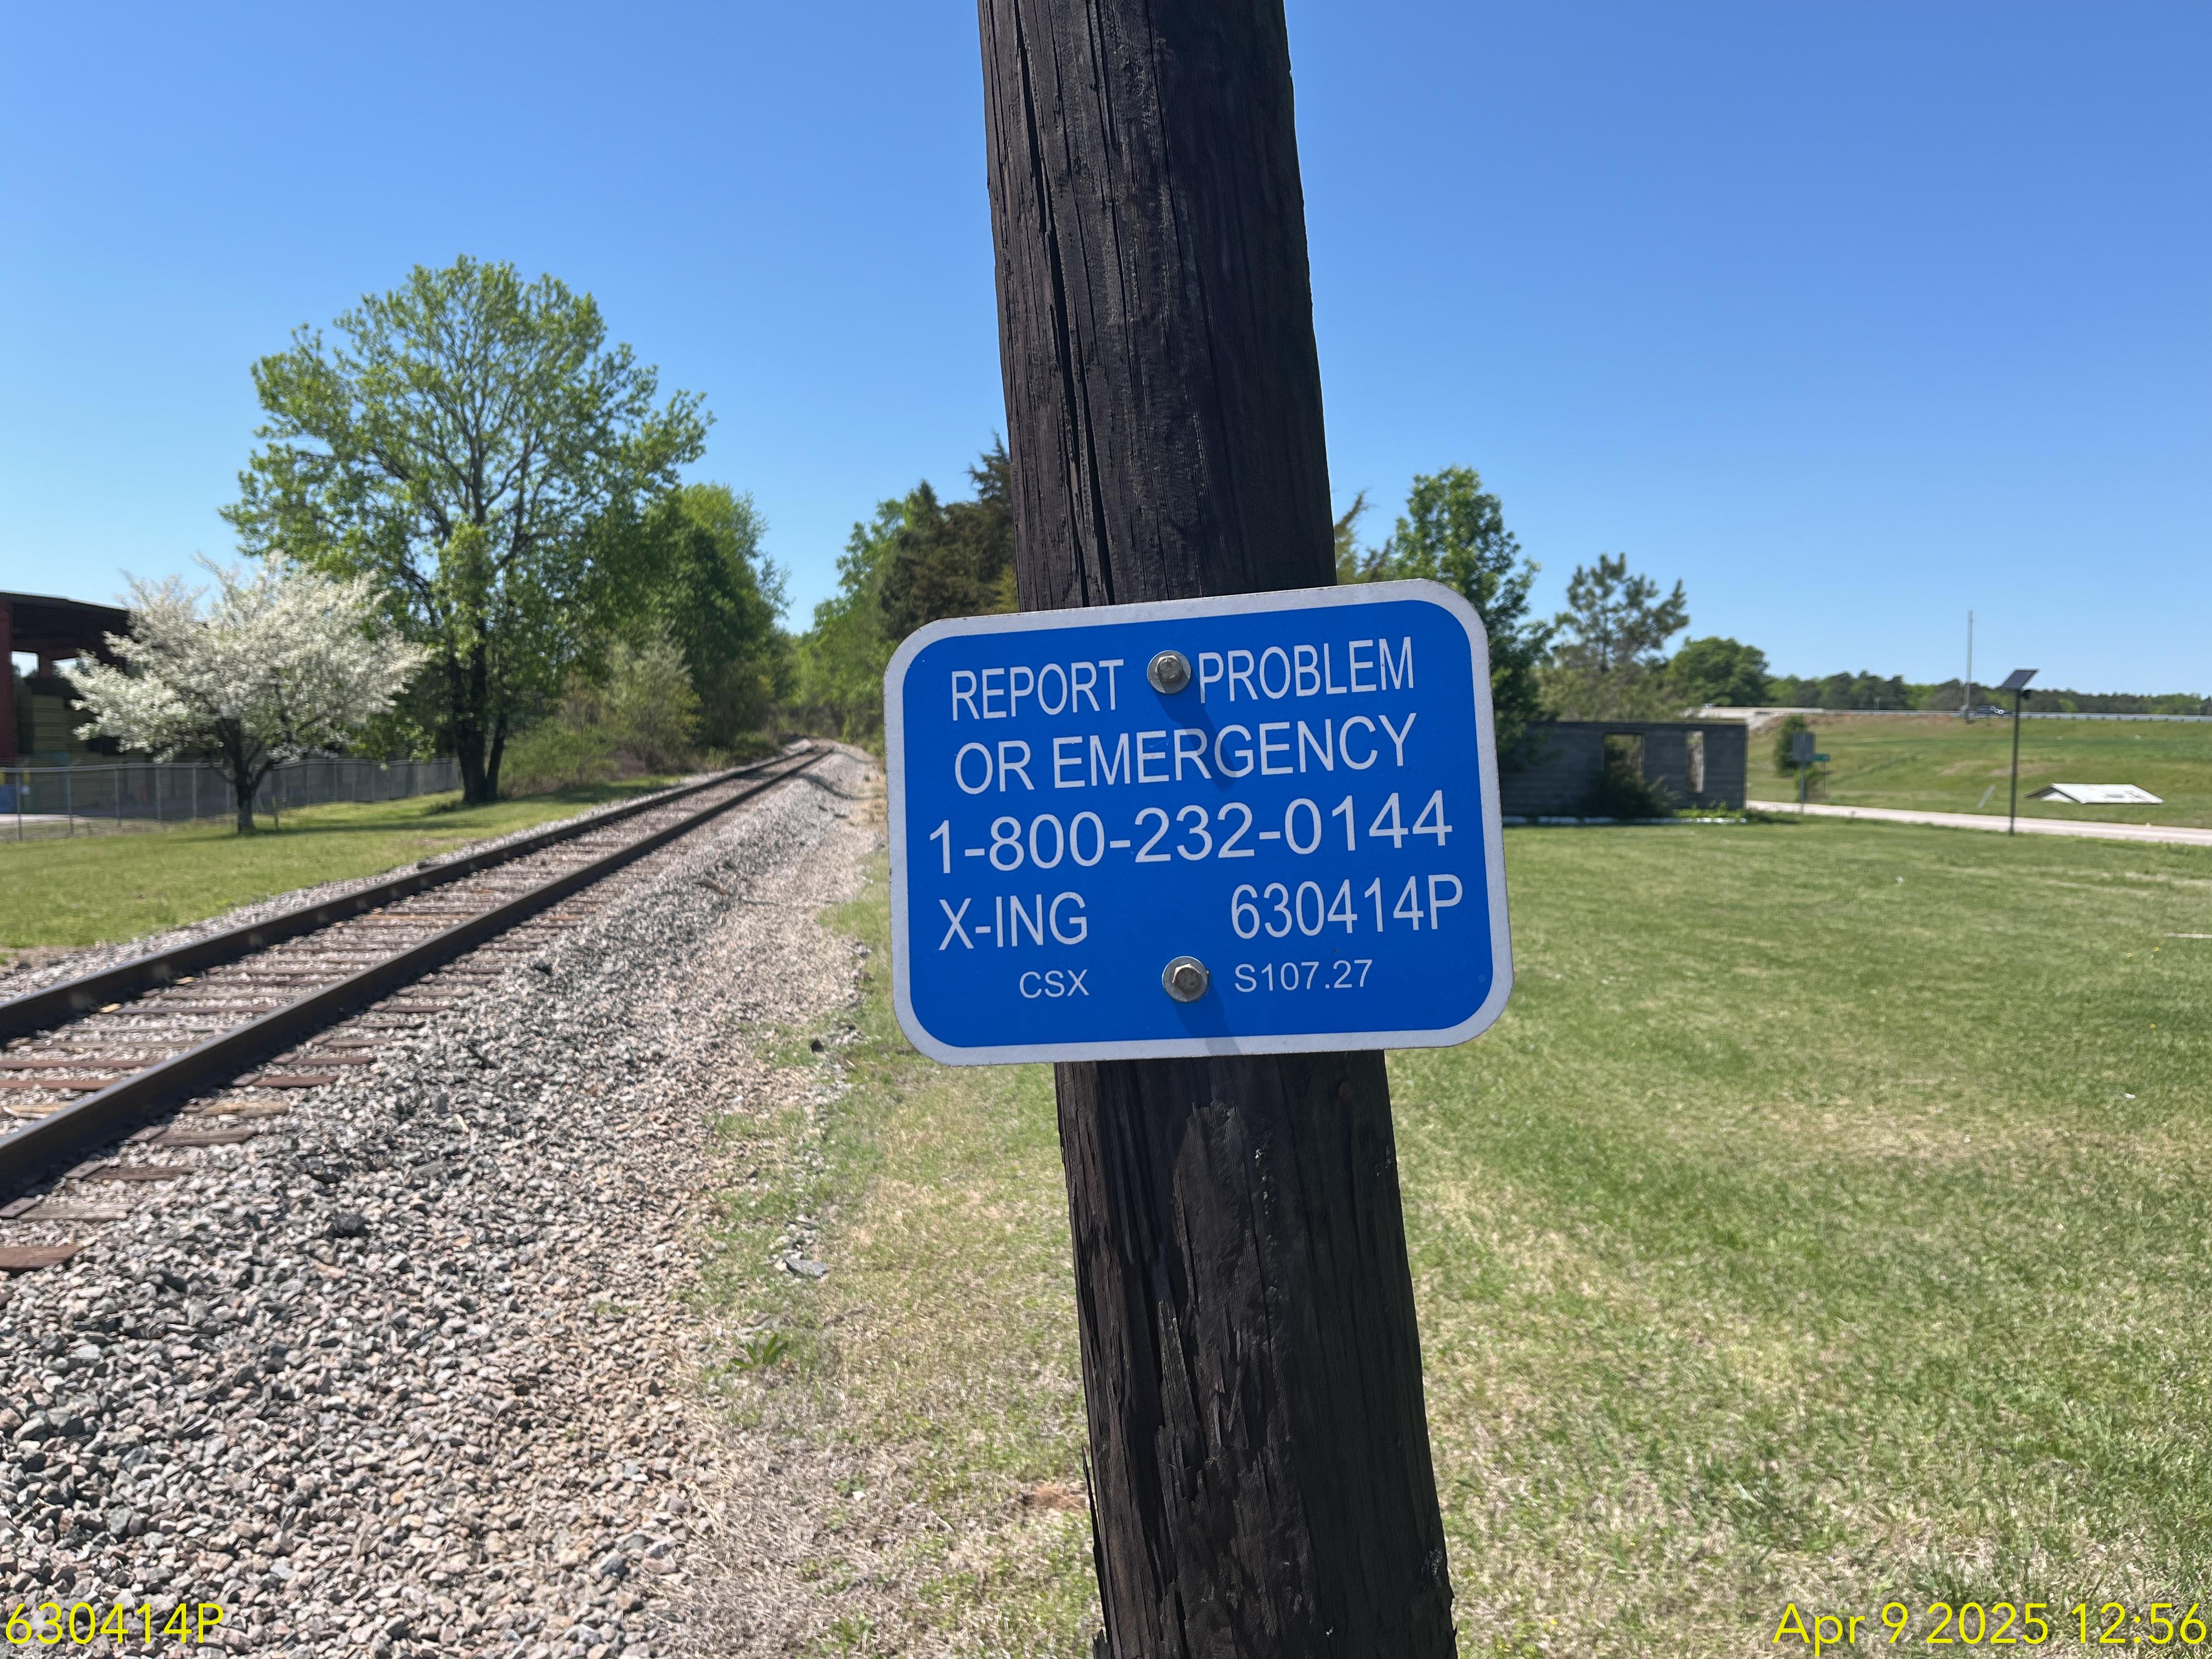 REPORT PROBLEM
OR EMERGENCY
1-800-232-0144
X-ING 630414P
CSX S107.27
630414P Apr 9 2025 12:56